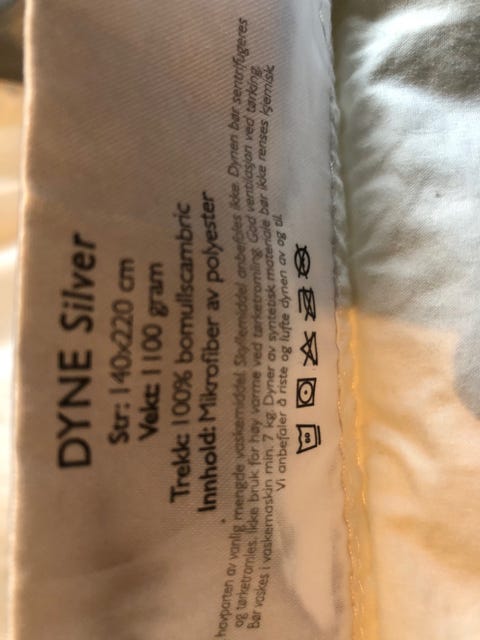 DYNE Silver
Str: 140x220 cm
Vekt: 1100 gram
Trekk: 100% bomullscambric
Innhold: Mikrofiber av polyester
av vanlig mengde vaskemiddel. Skyllemiddel anbefales ikke. Dynen bør sentrifugeres
og tørketromles. Ikke bruk for høy varme ved tørketromling. God ventilasjon ved tørking.
Bør vaskes i vaskemaskin min. 7 kg. Dyner av syntetisk materiale bør ikke renses kjemisk.
Vi anbefaler å riste og lufte dynen av og til.